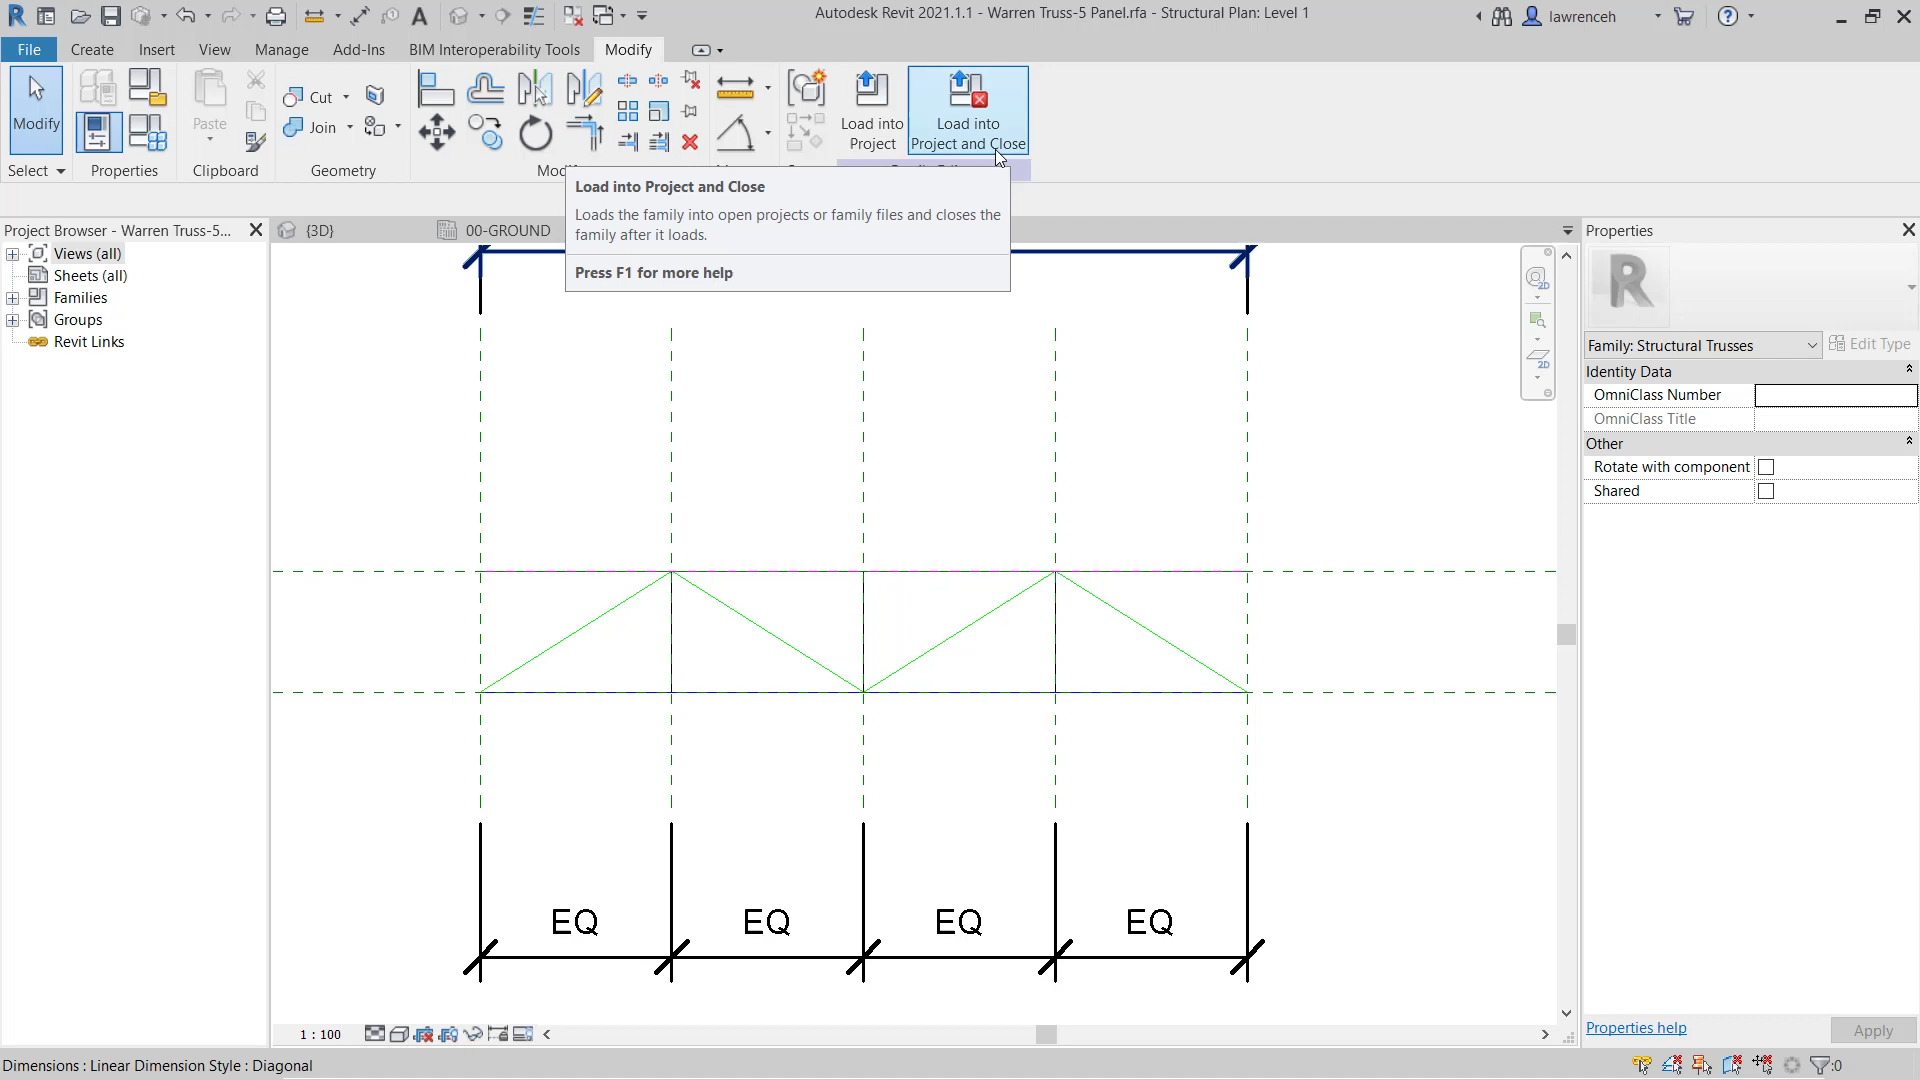 Autodesk Revit 2021.1.1 - Warren Truss-5 Panel.rfa - Structural Plan: Level 1
lawrenceh
File Create Insert View Manage Add-Ins BIM Interoperability Tools Modify
Modify
Paste
Cut
Join
Load into
Project
Load into
Project and Close
Select Properties Clipboard Geometry
Load into Project and Close
Loads the family into open projects or family files and closes the
family after it loads.
Press F1 for more help
Project Browser - Warren Truss-5...
Views (all)
Sheets (all)
Families
Groups
Revit Links
{3D}
00-GROUND
2D
2D
EQ EQ EQ EQ
1 : 100
Properties
R
Family: Structural Trusses
Edit Type
Identity Data
OmniClass Number
OmniClass Title
Other
Rotate with component
Shared
Properties help
Apply
Dimensions : Linear Dimension Style : Diagonal
:0